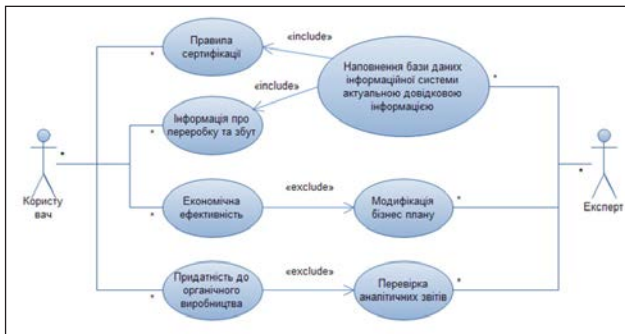 Правила
сертифікації
«include»
Наповнення бази даних
інформаційної системи
актуальною довідковою
інформацією
«include»
Інформація про
переробку та збут
Користу
вач
Економічна
ефективність
«exclude»
Модифікація
бізнес плану
Експерт
Придатність до
органічного
виробництва
«exclude»
Перевірка
аналітичних звітів
*
*
*
*
*
*
*
*
*